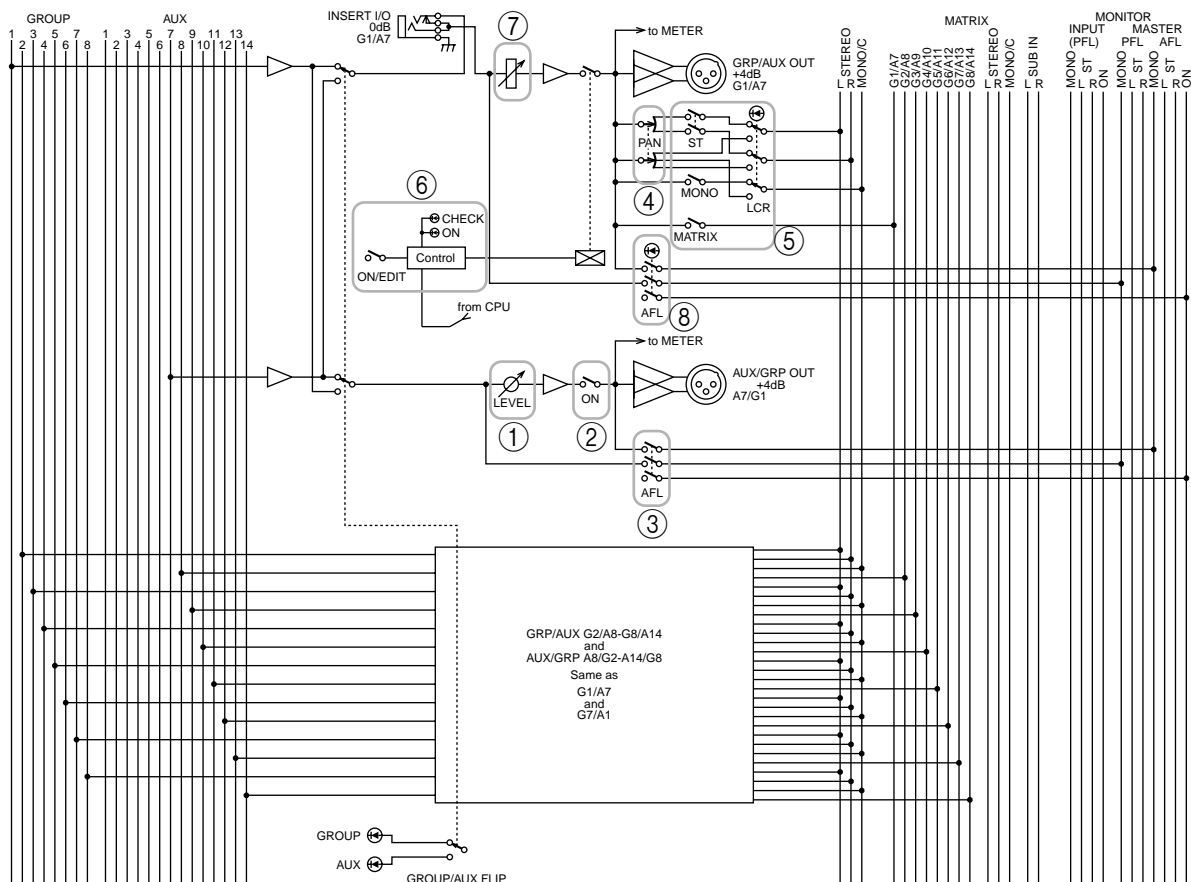 GROUP
AUX
1 3 5 7 1 3 5 7 9 11 13
2 4 6 8 2 4 6 8 10 12 14
INSERT I/O
0dB
G1/A7
⑦
to METER
GRP/AUX OUT
+4dB
G1/A7
PAN
ST
MONO
LCR
MATRIX
④
⑤
⑥
CHECK
ON
Control
ON/EDIT
from CPU
AFL
⑧
to METER
AUX/GRP OUT
+4dB
A7/G1
LEVEL
ON
①
②
AFL
③
L STEREO
R
MONO/C
MATRIX
G1/A7
G2/A8
G3/A9
G4/A10
G5/A11
G6/A12
G7/A13
G8/A14
L STEREO
R
MONO/C
L SUB IN
R
MONITOR
INPUT MASTER
(PFL) PFL AFL
MONO
L ST
R
ON
MONO
L ST
R
MONO
L ST
R
ON
GRP/AUX G2/A8-G8/A14
and
AUX/GRP A8/G2-A14/G8
Same as
G1/A7
and
G7/A1
GROUP
AUX
GROUP/AUX FLIP